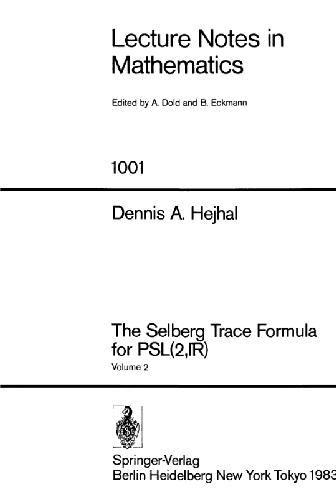 Lecture Notes in
Mathematics
Edited by A. Dold and B. Eckmann
1001
Dennis A. Hejhal
The Selberg Trace Formula
for PSL(2,ℝ)
Volume 2
Springer-Verlag
Berlin Heidelberg New York Tokyo 1983